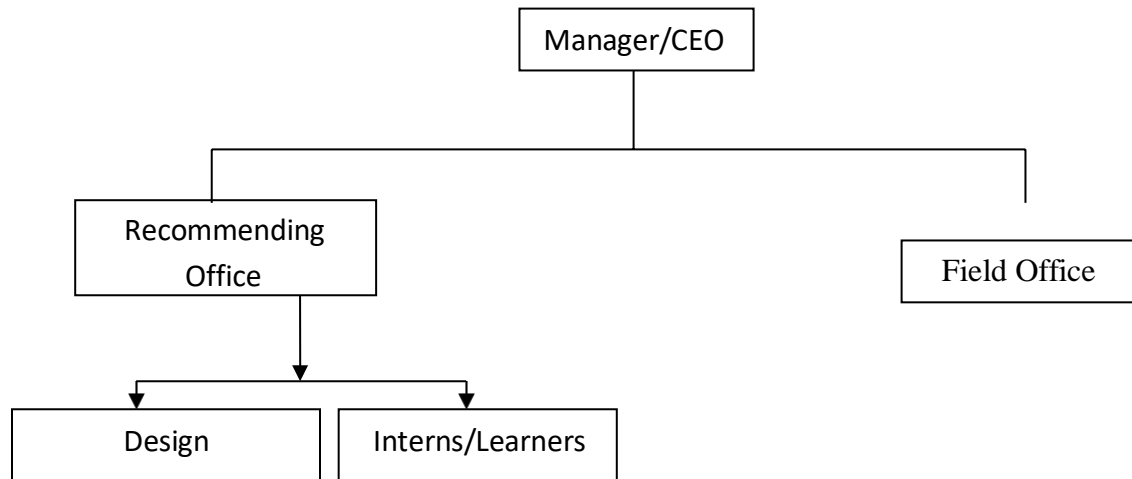 Manager/CEO
Recommending
Office
Field Office
Design
Interns/Learners